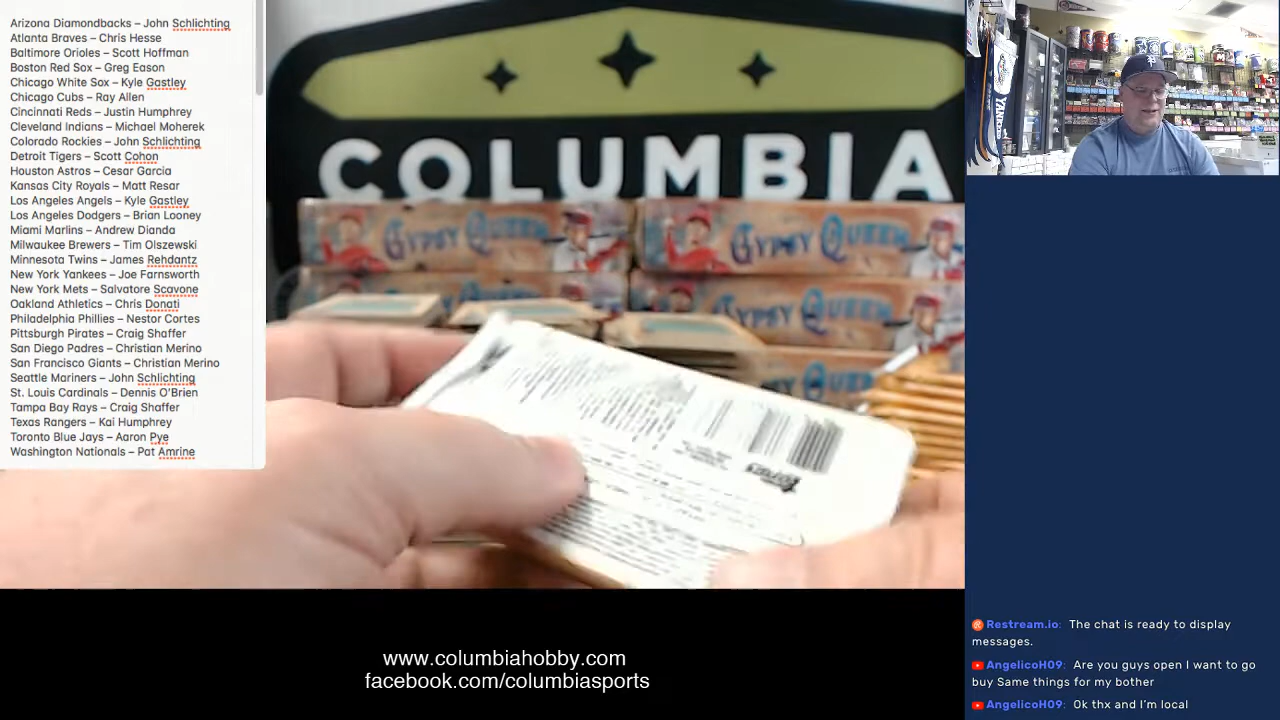 Arizona Diamondbacks – John Schlichting
Atlanta Braves – Chris Hesse
Baltimore Orioles – Scott Hoffman
Boston Red Sox – Greg Eason
Chicago White Sox – Kyle Gastley
Chicago Cubs – Ray Allen
Cincinnati Reds – Justin Humphrey
Cleveland Indians – Michael Moherek
Colorado Rockies – John Schlichting
Detroit Tigers – Scott Cohon
Houston Astros – Cesar Garcia
Kansas City Royals – Matt Resar
Los Angeles Angels – Kyle Gastley
Los Angeles Dodgers – Brian Looney
Miami Marlins – Andrew Dianda
Milwaukee Brewers – Tim Olszewski
Minnesota Twins – James Rehdantz
New York Yankees – Joe Farnsworth
New York Mets – Salvatore Scavone
Oakland Athletics – Chris Donati
Philadelphia Phillies – Nestor Cortes
Pittsburgh Pirates – Craig Shaffer
San Diego Padres – Christian Merino
San Francisco Giants – Christian Merino
Seattle Mariners – John Schlichting
St. Louis Cardinals – Dennis O'Brien
Tampa Bay Rays – Craig Shaffer
Texas Rangers – Kai Humphrey
Toronto Blue Jays – Aaron Pye
Washington Nationals – Pat Amrine
COLUMBIA
GYPSY QUEEN
GYPSY QUEEN
GYPSY QUEEN
GYPSY QUEEN
www.columbiahobby.com
facebook.com/columbiasports
Restream.io: The chat is ready to display
messages.
AngelicoH09: Are you guys open I want to go
buy Same things for my bother
AngelicoH09: Ok thx and I'm local